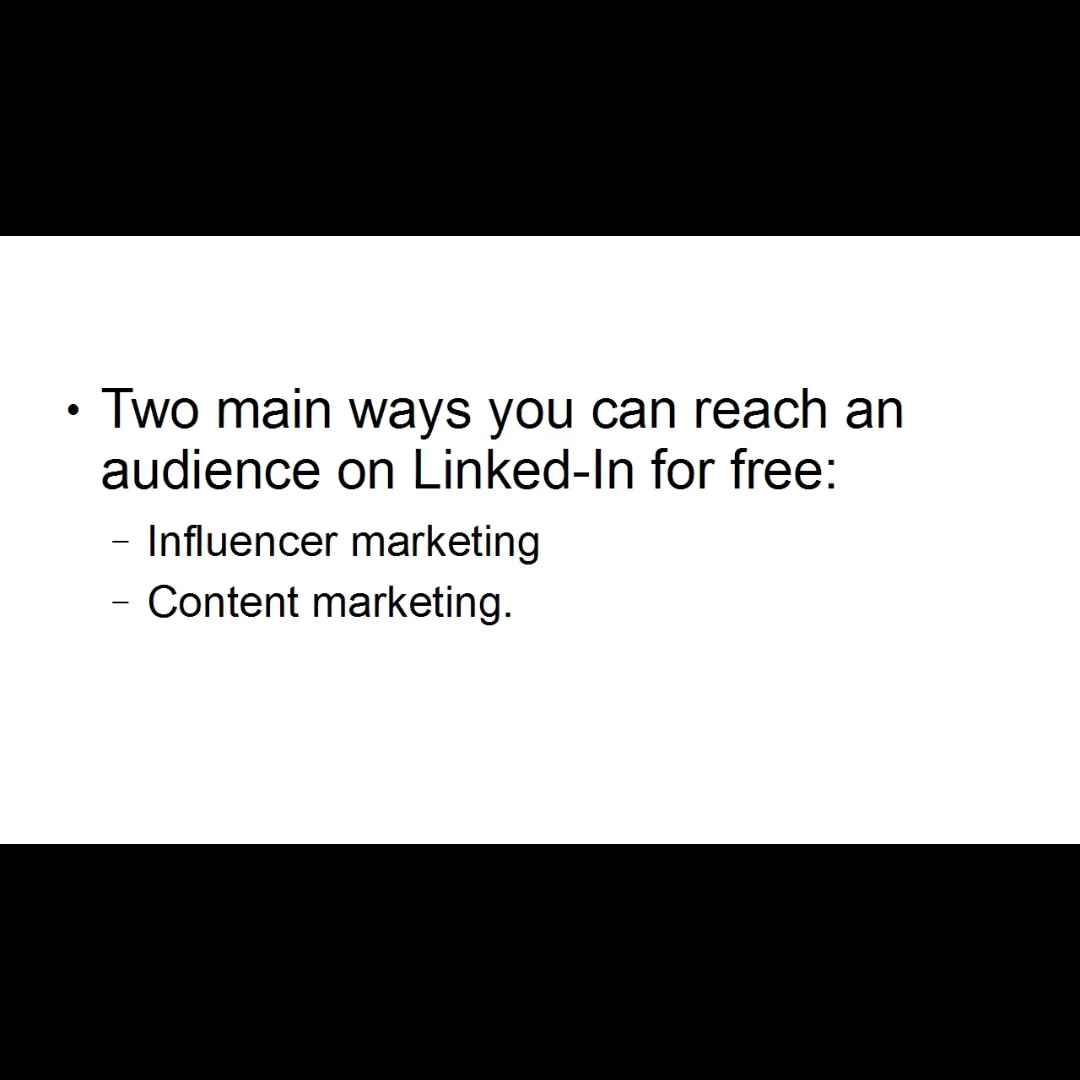 • Two main ways you can reach an
audience on Linked-In for free:
– Influencer marketing
– Content marketing.